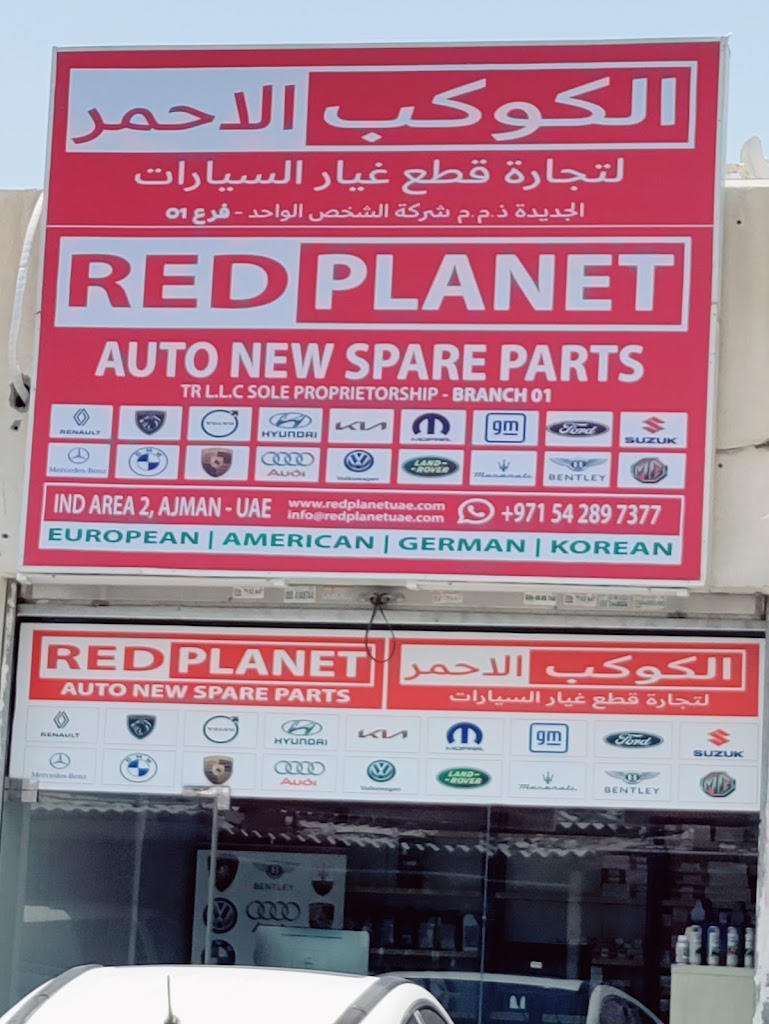 الكوكب الاحمر
لتجارة قطع غيار السيارات
الجديدة ذ.م.م شركة الشخص الواحد - فرع 01
RED PLANET
AUTO NEW SPARE PARTS
TR L.L.C SOLE PROPRIETORSHIP - BRANCH 01
RENAULT VOLVO HYUNDAI KIA MOPAR gm Ford SUZUKI
Mercedes-Benz BMW Audi Volkswagen LAND-ROVER Maserati BENTLEY MG
IND AREA 2, AJMAN - UAE www.redplanetuae.com +971 54 289 7377
info@redplanetuae.com
EUROPEAN | AMERICAN | GERMAN | KOREAN
RED PLANET الكوكب الاحمر
AUTO NEW SPARE PARTS لتجارة قطع غيار السيارات
RENAULT VOLVO HYUNDAI KIA MOPAR gm Ford SUZUKI
Mercedes-Benz BMW Audi Volkswagen LAND-ROVER Maserati BENTLEY MG
BENTLEY